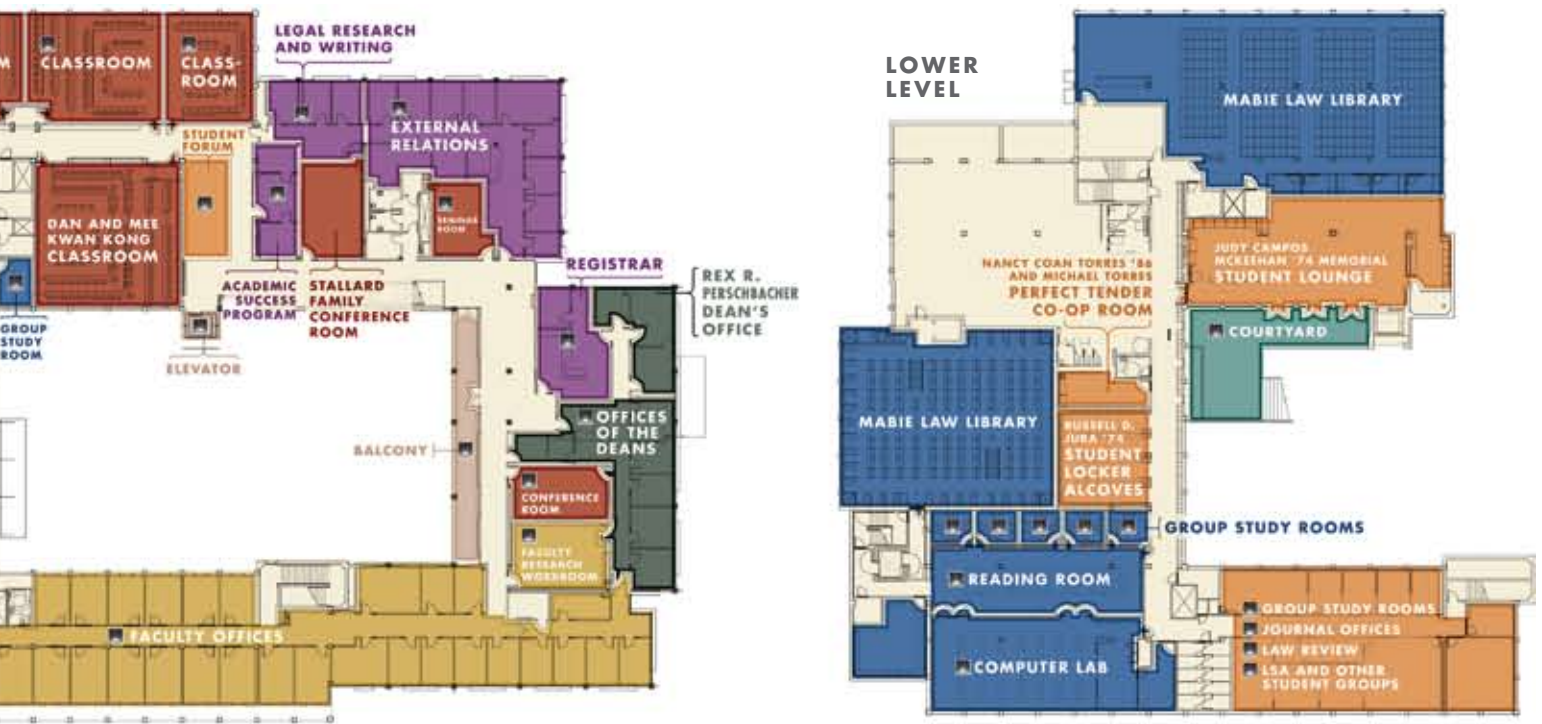 M
CLASSROOM
CLASS-
ROOM
LEGAL RESEARCH
AND WRITING
EXTERNAL
RELATIONS
STUDENT
FORUM
DAN AND MEE
KWAN KONG
CLASSROOM
SEMINAR
ROOM
GROUP
STUDY
ROOM
ACADEMIC
SUCCESS
PROGRAM
STALLARD
FAMILY
CONFERENCE
ROOM
ELEVATOR
REGISTRAR
REX R.
PERSCHBACHER
DEAN'S
OFFICE
BALCONY
OFFICES
OF THE
DEANS
CONFERENCE
ROOM
FACULTY
RESEARCH
WORKROOM
FACULTY OFFICES
LOWER
LEVEL
MABIE LAW LIBRARY
JUDY CAMPOS
MCKEEHAN '74 MEMORIAL
STUDENT LOUNGE
NANCY COAN TORRES '86
AND MICHAEL TORRES
PERFECT TENDER
CO-OP ROOM
COURTYARD
MABIE LAW LIBRARY
RUSSELL D.
JURA '74
STUDENT
LOCKER
ALCOVES
GROUP STUDY ROOMS
READING ROOM
COMPUTER LAB
GROUP STUDY ROOMS
JOURNAL OFFICES
LAW REVIEW
LSA AND OTHER
STUDENT GROUPS